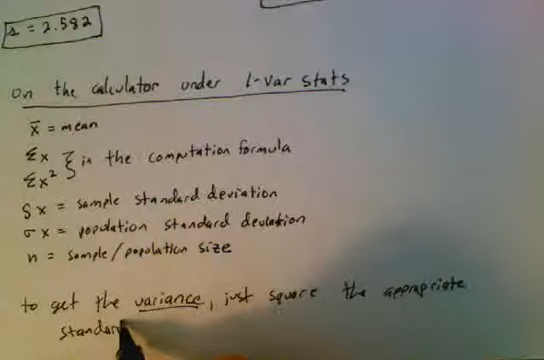 s = 2.582
On the calculator under 1-Var Stats
x̄ = mean
Σx
Σx² } in the computation formula
Sx = sample standard deviation
σx = population standard deviation
n = sample/population size
to get the variance, just square the appropriate
standar